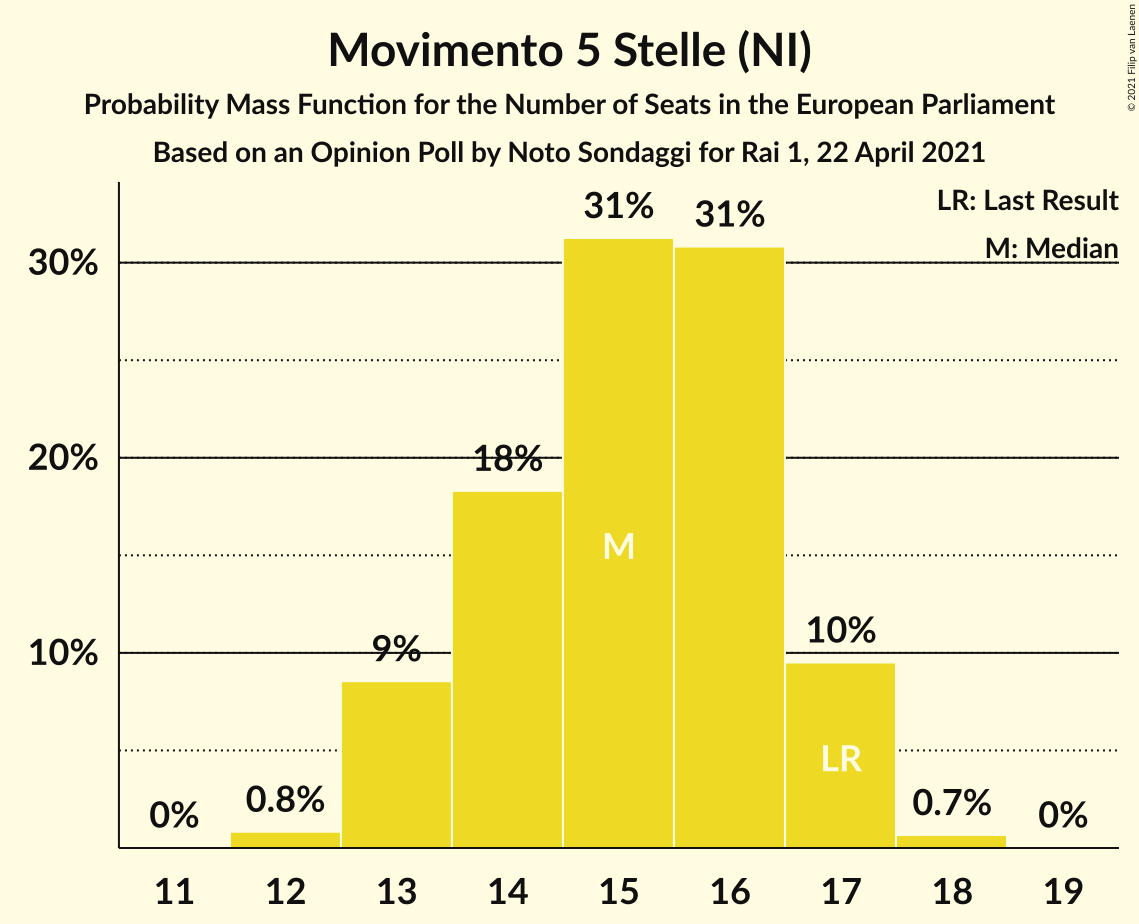 Movimento 5 Stelle (NI)
Probability Mass Function for the Number of Seats in the European Parliament
Based on an Opinion Poll by Noto Sondaggi for Rai 1, 22 April 2021
© 2021 Filip van Laenen
LR: Last Result
M: Median
30%
20%
10%
0%
0.8%
9%
18%
31%
31%
10%
0.7%
0%
M
LR
11 12 13 14 15 16 17 18 19